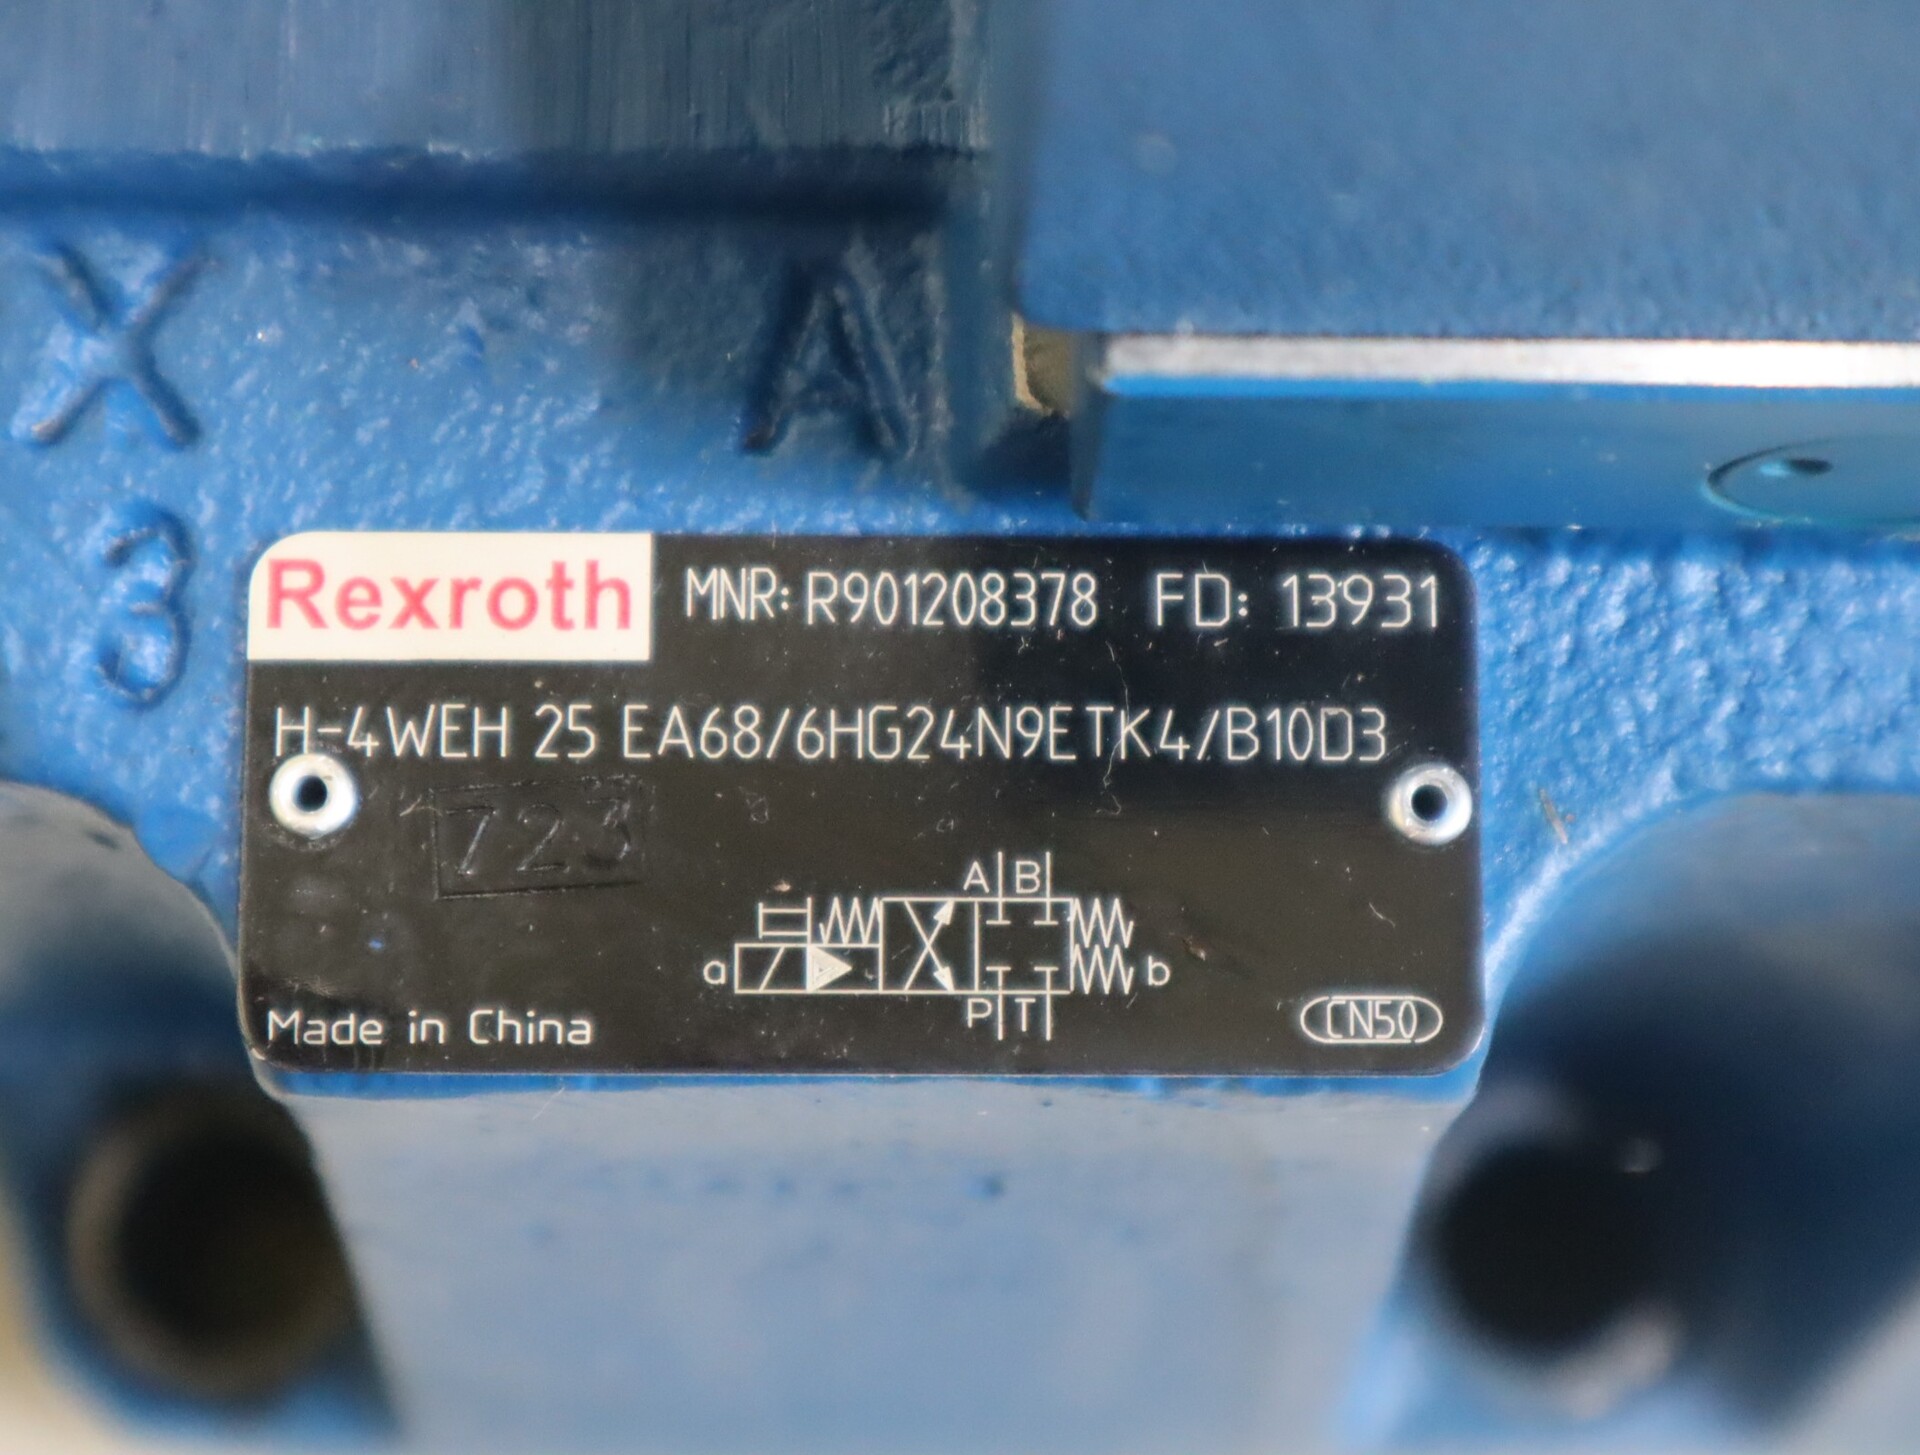 X
A
3
Rexroth MNR: R901208378 FD: 13931
H-4WEH 25 EA68/6HG24N9ETK4/B10D3
723
A B
a b
P T
Made in China
CN50